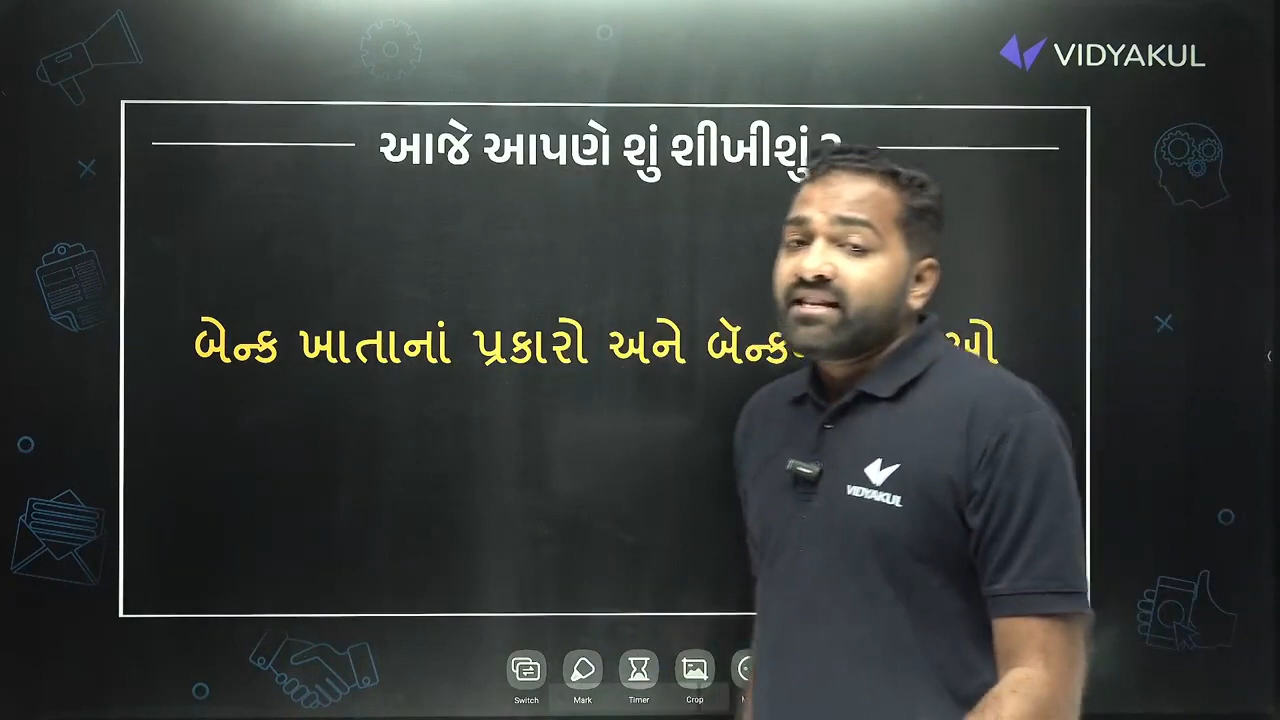 VIDYAKUL
આજે આપણે શું શીખીશું ?
બેન્ક ખાતાનાં પ્રકારો અને
VIDYAKUL
Switch
Mark
Timer
Crop